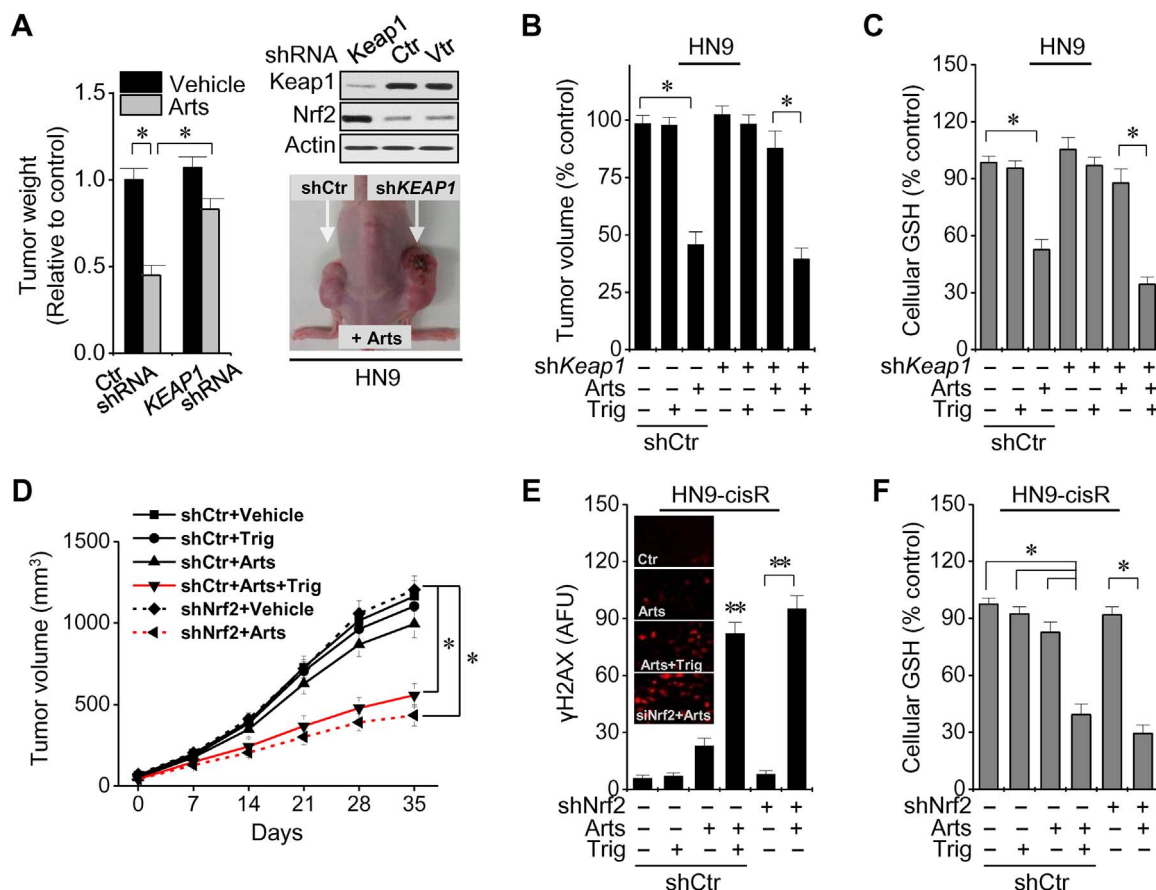 A
Vehicle
Arts
Tumor weight
(Relative to control)
1.5
1.0
0.5
0.0
* *
Ctr
shRNA
KEAP1
shRNA
shRNA Keap1 Ctr Vtr
Keap1
Nrf2
Actin
shCtr shKEAP1
+ Arts
HN9
B
HN9
Tumor volume (% control)
100
75
50
25
0
* *
shKeap1 – – – + + + +
Arts – – + – – + +
Trig – + – – + – +
shCtr
C
HN9
Cellular GSH (% control)
150
120
90
60
30
0
* *
shKeap1 – – – + + + +
Arts – – + – – + +
Trig – + – – + – +
shCtr
D
shCtr+Vehicle
shCtr+Trig
shCtr+Arts
shCtr+Arts+Trig
shNrf2+Vehicle
shNrf2+Arts
Tumor volume (mm³)
1500
1000
500
0
* *
0 7 14 21 28 35
Days
E
HN9-cisR
γH2AX (AFU)
150
120
90
60
30
0
Ctr
Arts
Arts+Trig
siNrf2+Arts
** **
shNrf2 – – – – + +
Arts – – + + – +
Trig – + – + – –
shCtr
F
HN9-cisR
Cellular GSH (% control)
150
120
90
60
30
0
* *
shNrf2 – – – – + +
Arts – – + + – +
Trig – + – + – –
shCtr